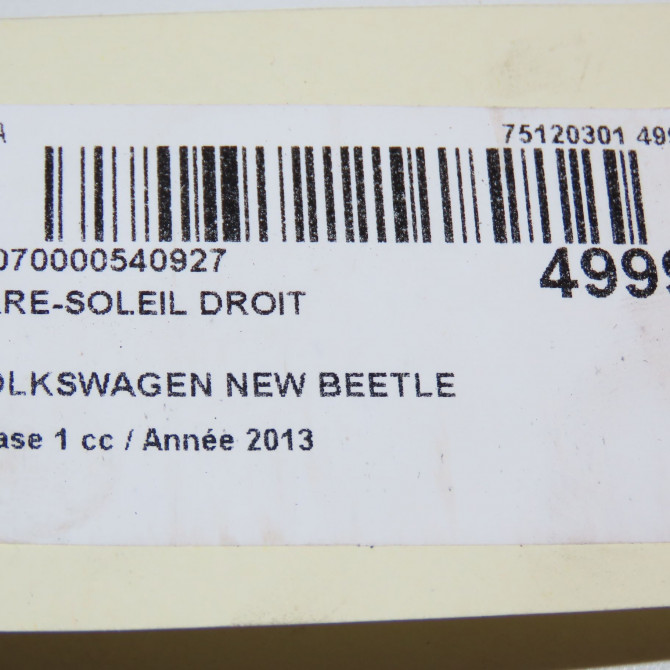 A 75120301 499
070000540927 4999
ARE-SOLEIL DROIT
OLKSWAGEN NEW BEETLE
ase 1 cc / Année 2013